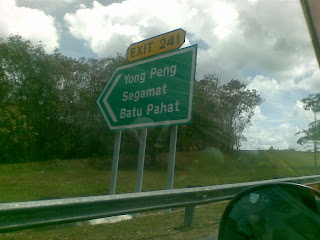 EXIT 241
Yong Peng
Segamat
Batu Pahat